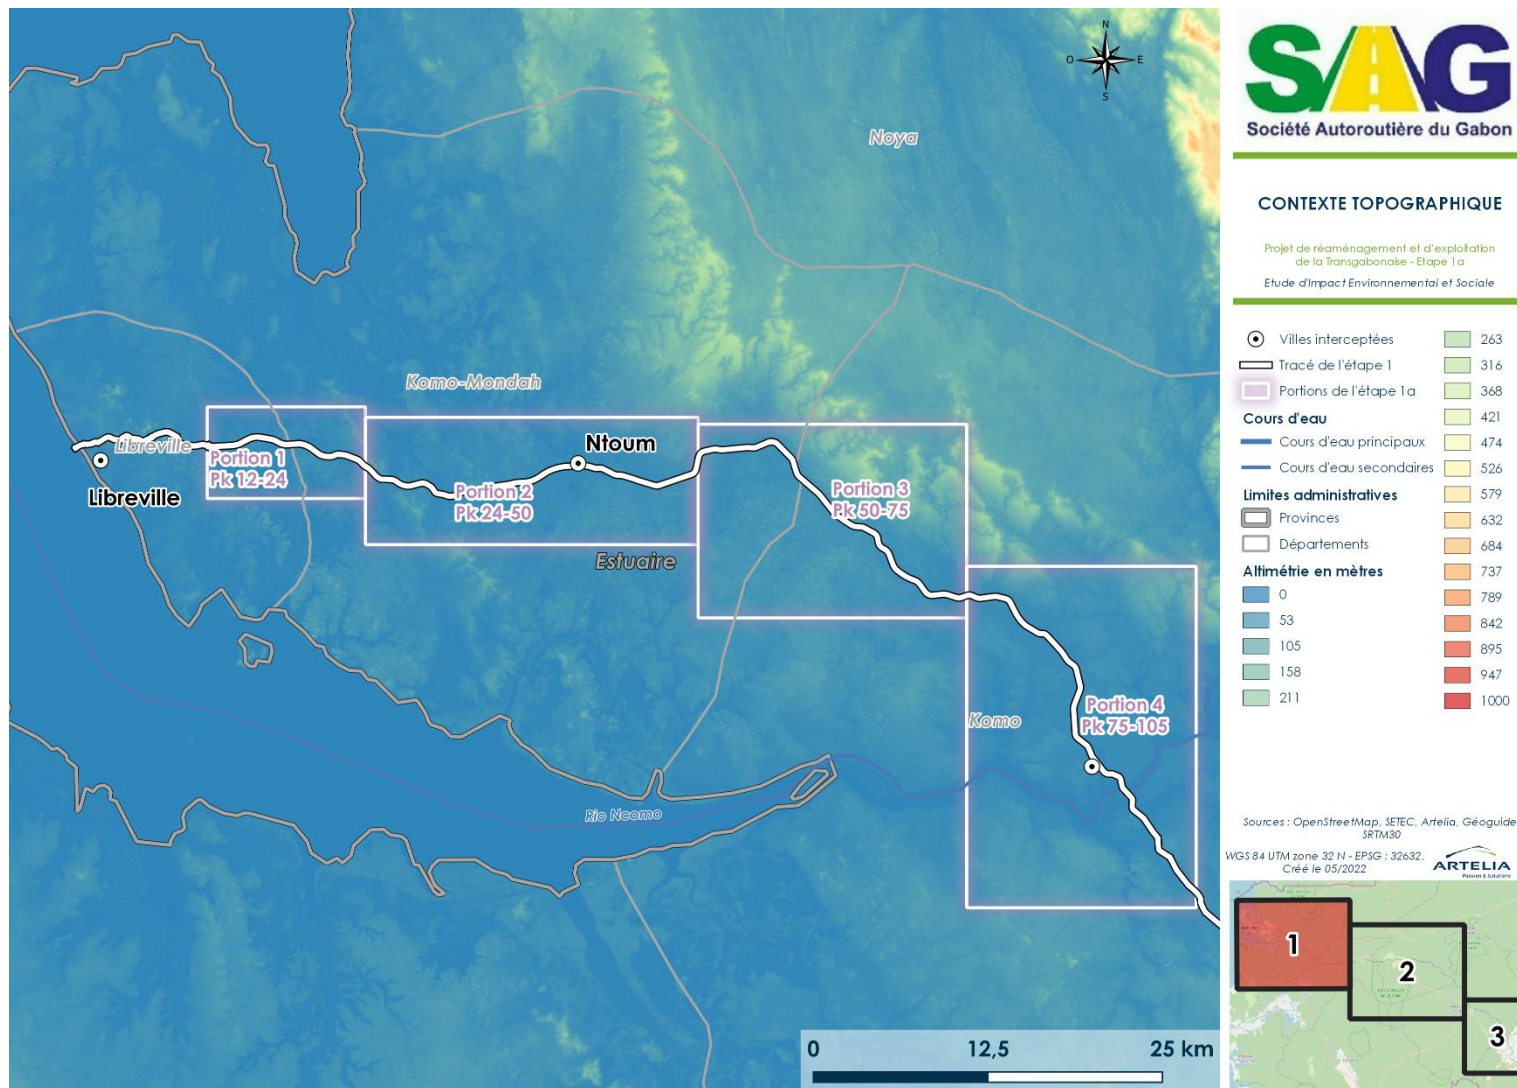 N
O
E
S
Noya
Komo-Mondah
Libreville
Libreville
Portion 1
Pk 12-24
Ntoum
Portion 2
Pk 24-50
Portion 3
Pk 50-75
Estuaire
Portion 4
Pk 75-105
Komo
Rio Ncomo
0 12,5 25 km
SAG
Société Autoroutière du Gabon
CONTEXTE TOPOGRAPHIQUE
Projet de réaménagement et d'exploitation
de la Transgabonaise - Etape 1a
Etude d'Impact Environnemental et Sociale
Villes interceptées
Tracé de l'étape 1
Portions de l'étape 1a
Cours d'eau
Cours d'eau principaux
Cours d'eau secondaires
Limites administratives
Provinces
Départements
Altimétrie en mètres
0
53
105
158
211
263
316
368
421
474
526
579
632
684
737
789
842
895
947
1000
Sources : OpenStreetMap, SETEC, Artelia, Géoguide
SRTM30
WGS 84 UTM zone 32 N - EPSG : 32632.
Créé le 05/2022
ARTELIA
Passion & Solutions
1
2
3